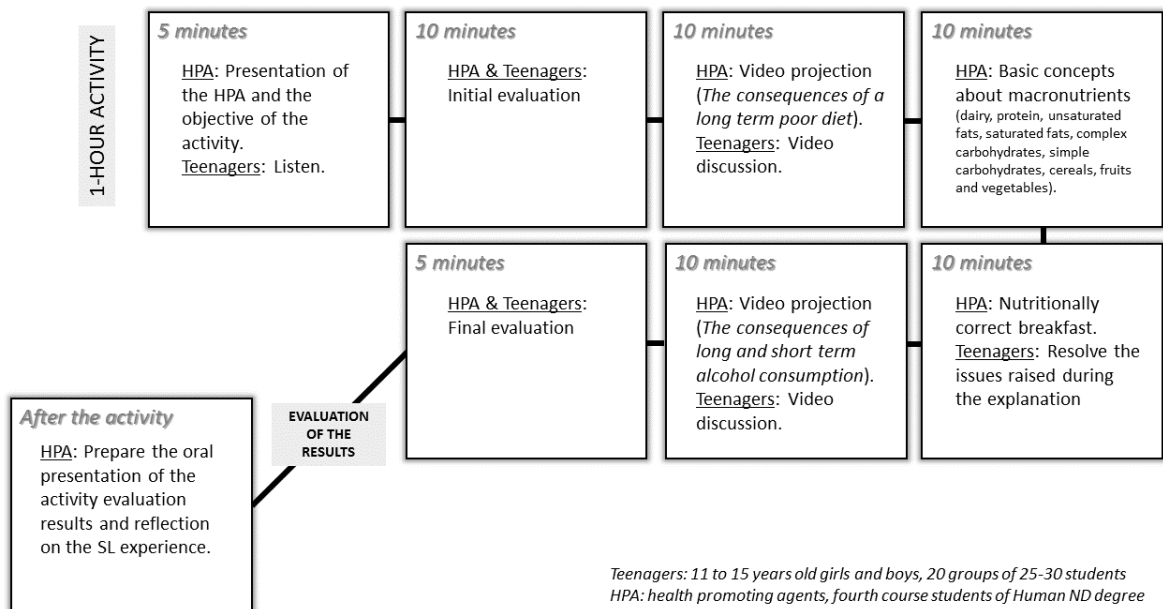 1-HOUR ACTIVITY
5 minutes
HPA: Presentation of
the HPA and the
objective of the
activity.
Teenagers: Listen.
10 minutes
HPA & Teenagers:
Initial evaluation
10 minutes
HPA: Video projection
(The consequences of a
long term poor diet).
Teenagers: Video
discussion.
10 minutes
HPA: Basic concepts
about macronutrients
(dairy, protein, unsaturated
fats, saturated fats, complex
carbohydrates, simple
carbohydrates, cereals, fruits
and vegetables).
10 minutes
HPA: Nutritionally
correct breakfast.
Teenagers: Resolve the
issues raised during
the explanation
10 minutes
HPA: Video projection
(The consequences of
long and short term
alcohol consumption).
Teenagers: Video
discussion.
5 minutes
HPA & Teenagers:
Final evaluation
EVALUATION
OF THE
RESULTS
After the activity
HPA: Prepare the oral
presentation of the
activity evaluation
results and reflection
on the SL experience.
Teenagers: 11 to 15 years old girls and boys, 20 groups of 25-30 students
HPA: health promoting agents, fourth course students of Human ND degree